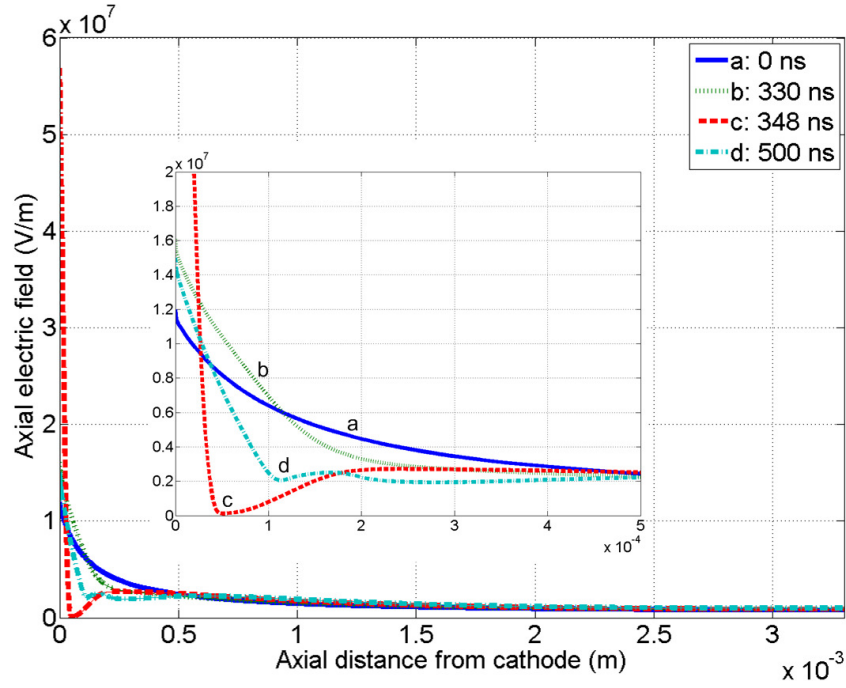 x 10^7
6
5
4
3
2
1
0
Axial electric field (V/m)
a: 0 ns
b: 330 ns
c: 348 ns
d: 500 ns
x 10^7
2
1.8
1.6
1.4
1.2
1
0.8
0.6
0.4
0.2
0
b
a
d
c
0 1 2 3 4 5
x 10^-4
0 0.5 1 1.5 2 2.5 3
Axial distance from cathode (m)
x 10^-3